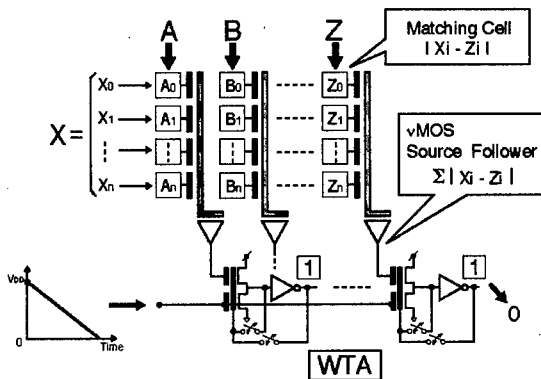 A B Z
Matching Cell
| Xi - Zi |
X =
X0 A0 B0 Z0
X1 A1 B1 Z1
Xn An Bn Zn
νMOS
Source Follower
Σ | Xi - Zi |
VDD
0
Time
1
1
0
WTA